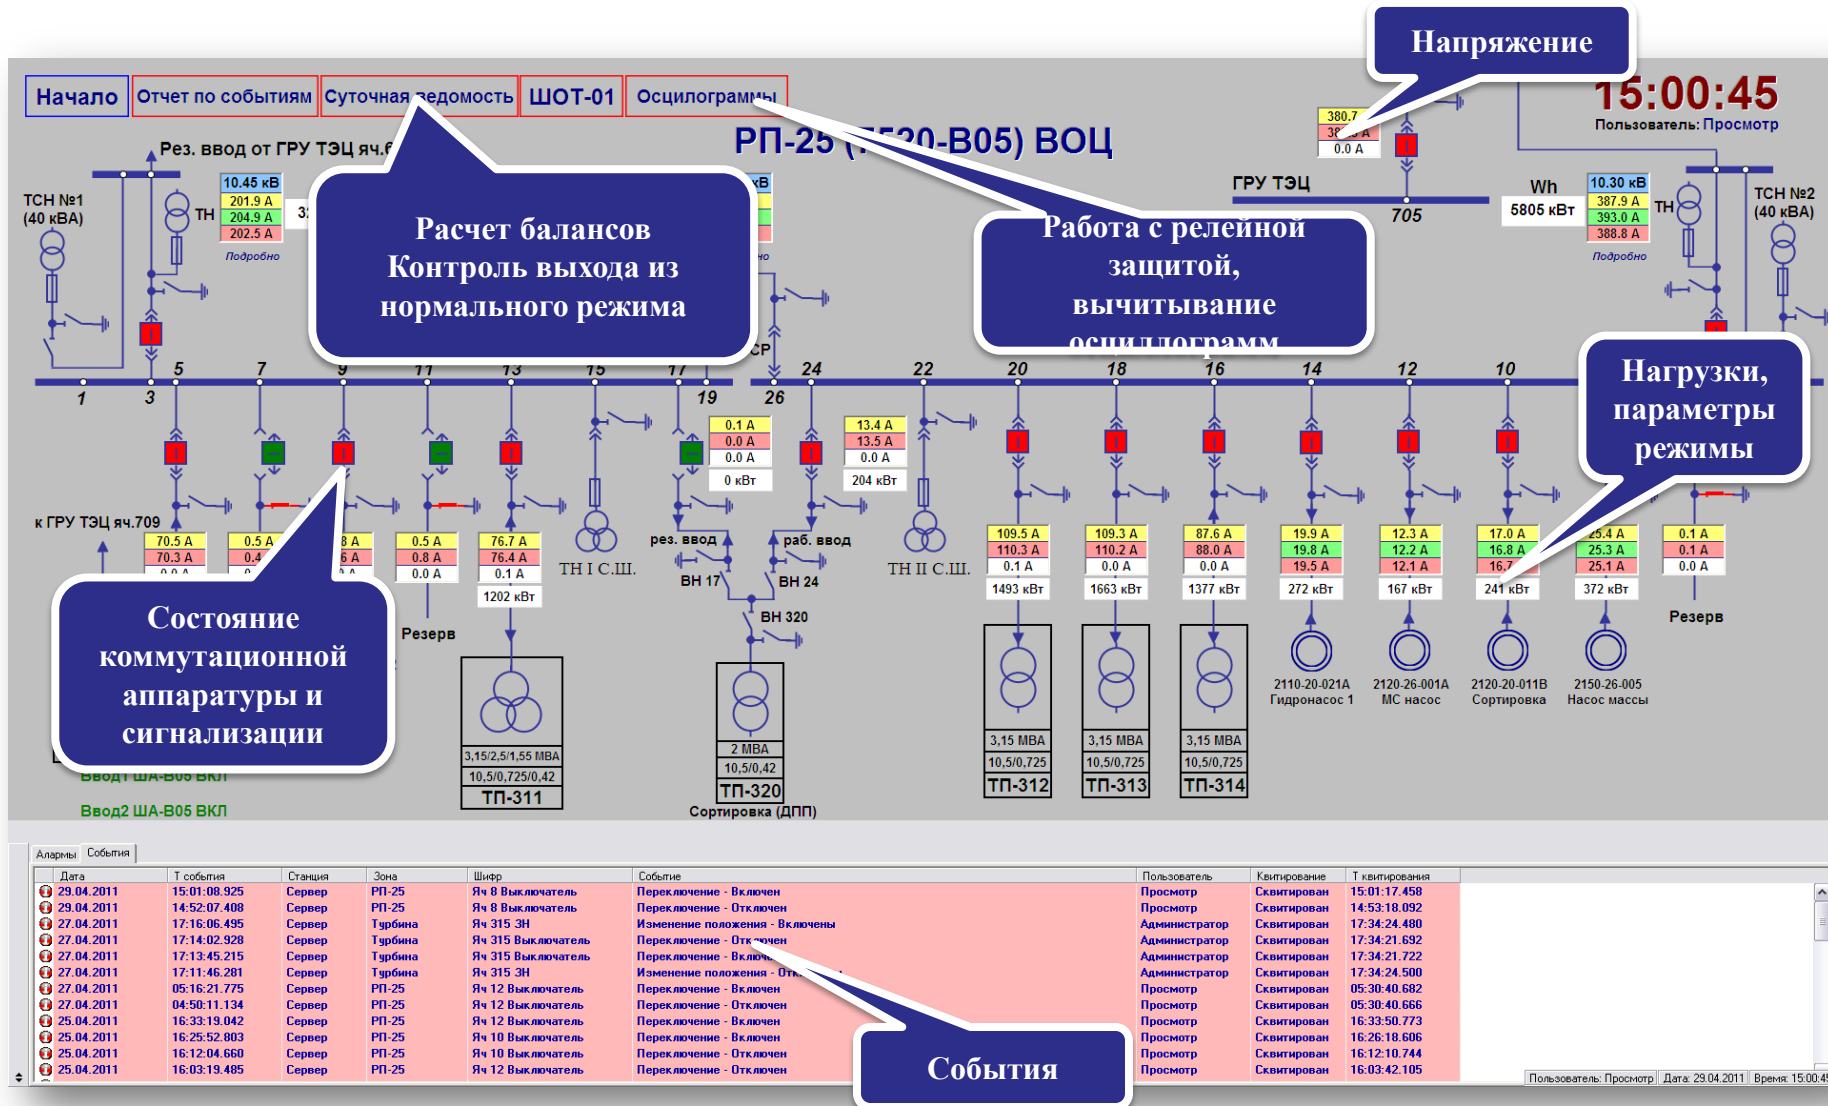 Напряжение
Начало
Отчет по событиям
Суточная ведомость
ШОТ-01
Осцилограммы
15:00:45
Пользователь: Просмотр
РП-25
ВОЦ
Рез. ввод от ГРУ ТЭЦ
380.7
0.0 А
ГРУ ТЭЦ
705
Wh
5805 кВт
10.30 кВ
387.9 А
393.0 А
388.8 А
Подробно
ТН
ТСН №2
(40 кВА)
ТСН №1
(40 кВА)
ТН
10.45 кВ
201.9 А
204.9 А
202.5 А
Подробно
Расчет балансов
Контроль выхода из
нормального режима
Работа с релейной
защитой,
вычитывание
осциллограмм
Нагрузки,
параметры
режимы
5 7 9 11 13 15 17 24 22 20 18 16 14 12 10
1 3 19 26
0.1 А
0.0 А
0.0 А
0 кВт
13.4 А
13.5 А
0.0 А
204 кВт
к ГРУ ТЭЦ яч.709
70.5 А
70.3 А
0.5 А
0.5 А
0.8 А
0.0 А
Резерв
76.7 А
76.4 А
0.1 А
1202 кВт
ТН I С.Ш.
рез. ввод
раб. ввод
ВН 17
ВН 24
ВН 320
ТН II С.Ш.
109.5 А
110.3 А
0.1 А
1493 кВт
109.3 А
110.2 А
0.0 А
1663 кВт
87.6 А
88.0 А
0.0 А
1377 кВт
19.9 А
19.8 А
19.5 А
272 кВт
12.3 А
12.2 А
12.1 А
167 кВт
17.0 А
16.8 А
16.7
241 кВт
25.4 А
25.3 А
25.1 А
372 кВт
0.1 А
0.1 А
0.0 А
Резерв
Состояние
коммутационной
аппаратуры и
сигнализации
2110-20-021А
Гидронасос 1
2120-26-001А
МС насос
2120-20-011В
Сортировка
2150-26-005
Насос массы
3,15/2,5/1,55 МВА
10,5/0,725/0,42
ТП-311
2 МВА
10,5/0,42
ТП-320
Сортировка (ДПП)
3,15 МВА
10,5/0,725
ТП-312
3,15 МВА
10,5/0,725
ТП-313
3,15 МВА
10,5/0,725
ТП-314
Ввод1 ША-В05 ВКЛ
Ввод2 ША-В05 ВКЛ
Алармы События
Дата Т события Станция Зона Шифр Событие Пользователь Квитирование Т квитирования
29.04.2011 15:01:08.925 Сервер РП-25 Яч 8 Выключатель Переключение - Включен Просмотр Сквитирован 15:01:17.458
29.04.2011 14:52:07.408 Сервер РП-25 Яч 8 Выключатель Переключение - Отключен Просмотр Сквитирован 14:53:18.092
27.04.2011 17:16:06.495 Сервер Турбина Яч 315 ЗН Изменение положения - Включены Администратор Сквитирован 17:34:24.480
27.04.2011 17:14:02.928 Сервер Турбина Яч 315 Выключатель Переключение - Отключен Администратор Сквитирован 17:34:21.692
27.04.2011 17:13:45.215 Сервер Турбина Яч 315 Выключатель Переключение - Включен Администратор Сквитирован 17:34:21.722
27.04.2011 17:11:46.281 Сервер Турбина Яч 315 ЗН Изменение положения - Администратор Сквитирован 17:34:24.500
27.04.2011 05:16:21.775 Сервер РП-25 Яч 12 Выключатель Переключение - Включен Просмотр Сквитирован 05:30:40.682
27.04.2011 04:50:11.134 Сервер РП-25 Яч 12 Выключатель Переключение - Отключен Просмотр Сквитирован 05:30:40.666
25.04.2011 16:33:19.042 Сервер РП-25 Яч 12 Выключатель Переключение - Включен Просмотр Сквитирован 16:33:50.773
25.04.2011 16:25:52.803 Сервер РП-25 Яч 10 Выключатель Переключение - Включен Просмотр Сквитирован 16:26:18.606
25.04.2011 16:12:04.660 Сервер РП-25 Яч 10 Выключатель Переключение - Отключен Просмотр Сквитирован 16:12:10.744
25.04.2011 16:03:19.485 Сервер РП-25 Яч 12 Выключатель Переключение - Отключен Просмотр Сквитирован 16:03:42.105
События
Пользователь: Просмотр Дата: 29.04.2011 Время: 15:00:45